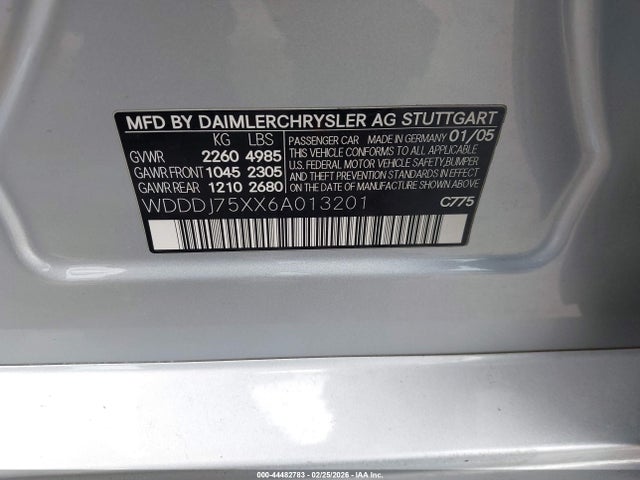 MFD BY DAIMLERCHRYSLER AG STUTTGART
KG LBS
GVWR 2260 4985
GAWR FRONT 1045 2305
GAWR REAR 1210 2680
PASSENGER CAR MADE IN GERMANY 01/05
THIS VEHICLE CONFORMS TO ALL APPLICABLE
U.S. FEDERAL MOTOR VEHICLE SAFETY, BUMPER
AND THEFT PREVENTION STANDARDS IN EFFECT
ON THE DATE OF MANUFACTURE SHOWN ABOVE.
WDDDJ75XX6A013201 C775
000-44482783 - 02/25/2026 - IAA Inc.